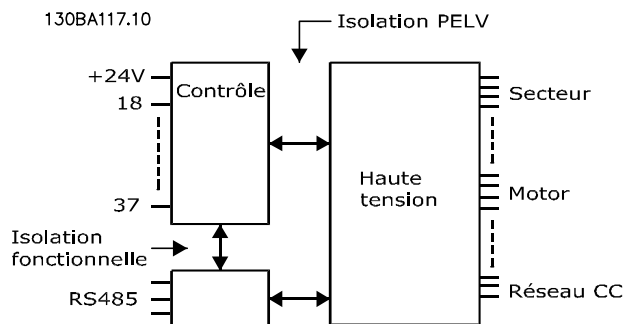 130BA117.10
Isolation PELV
+24V
18
37
Contrôle
Haute
tension
Secteur
Motor
Réseau CC
Isolation
fonctionnelle
RS485